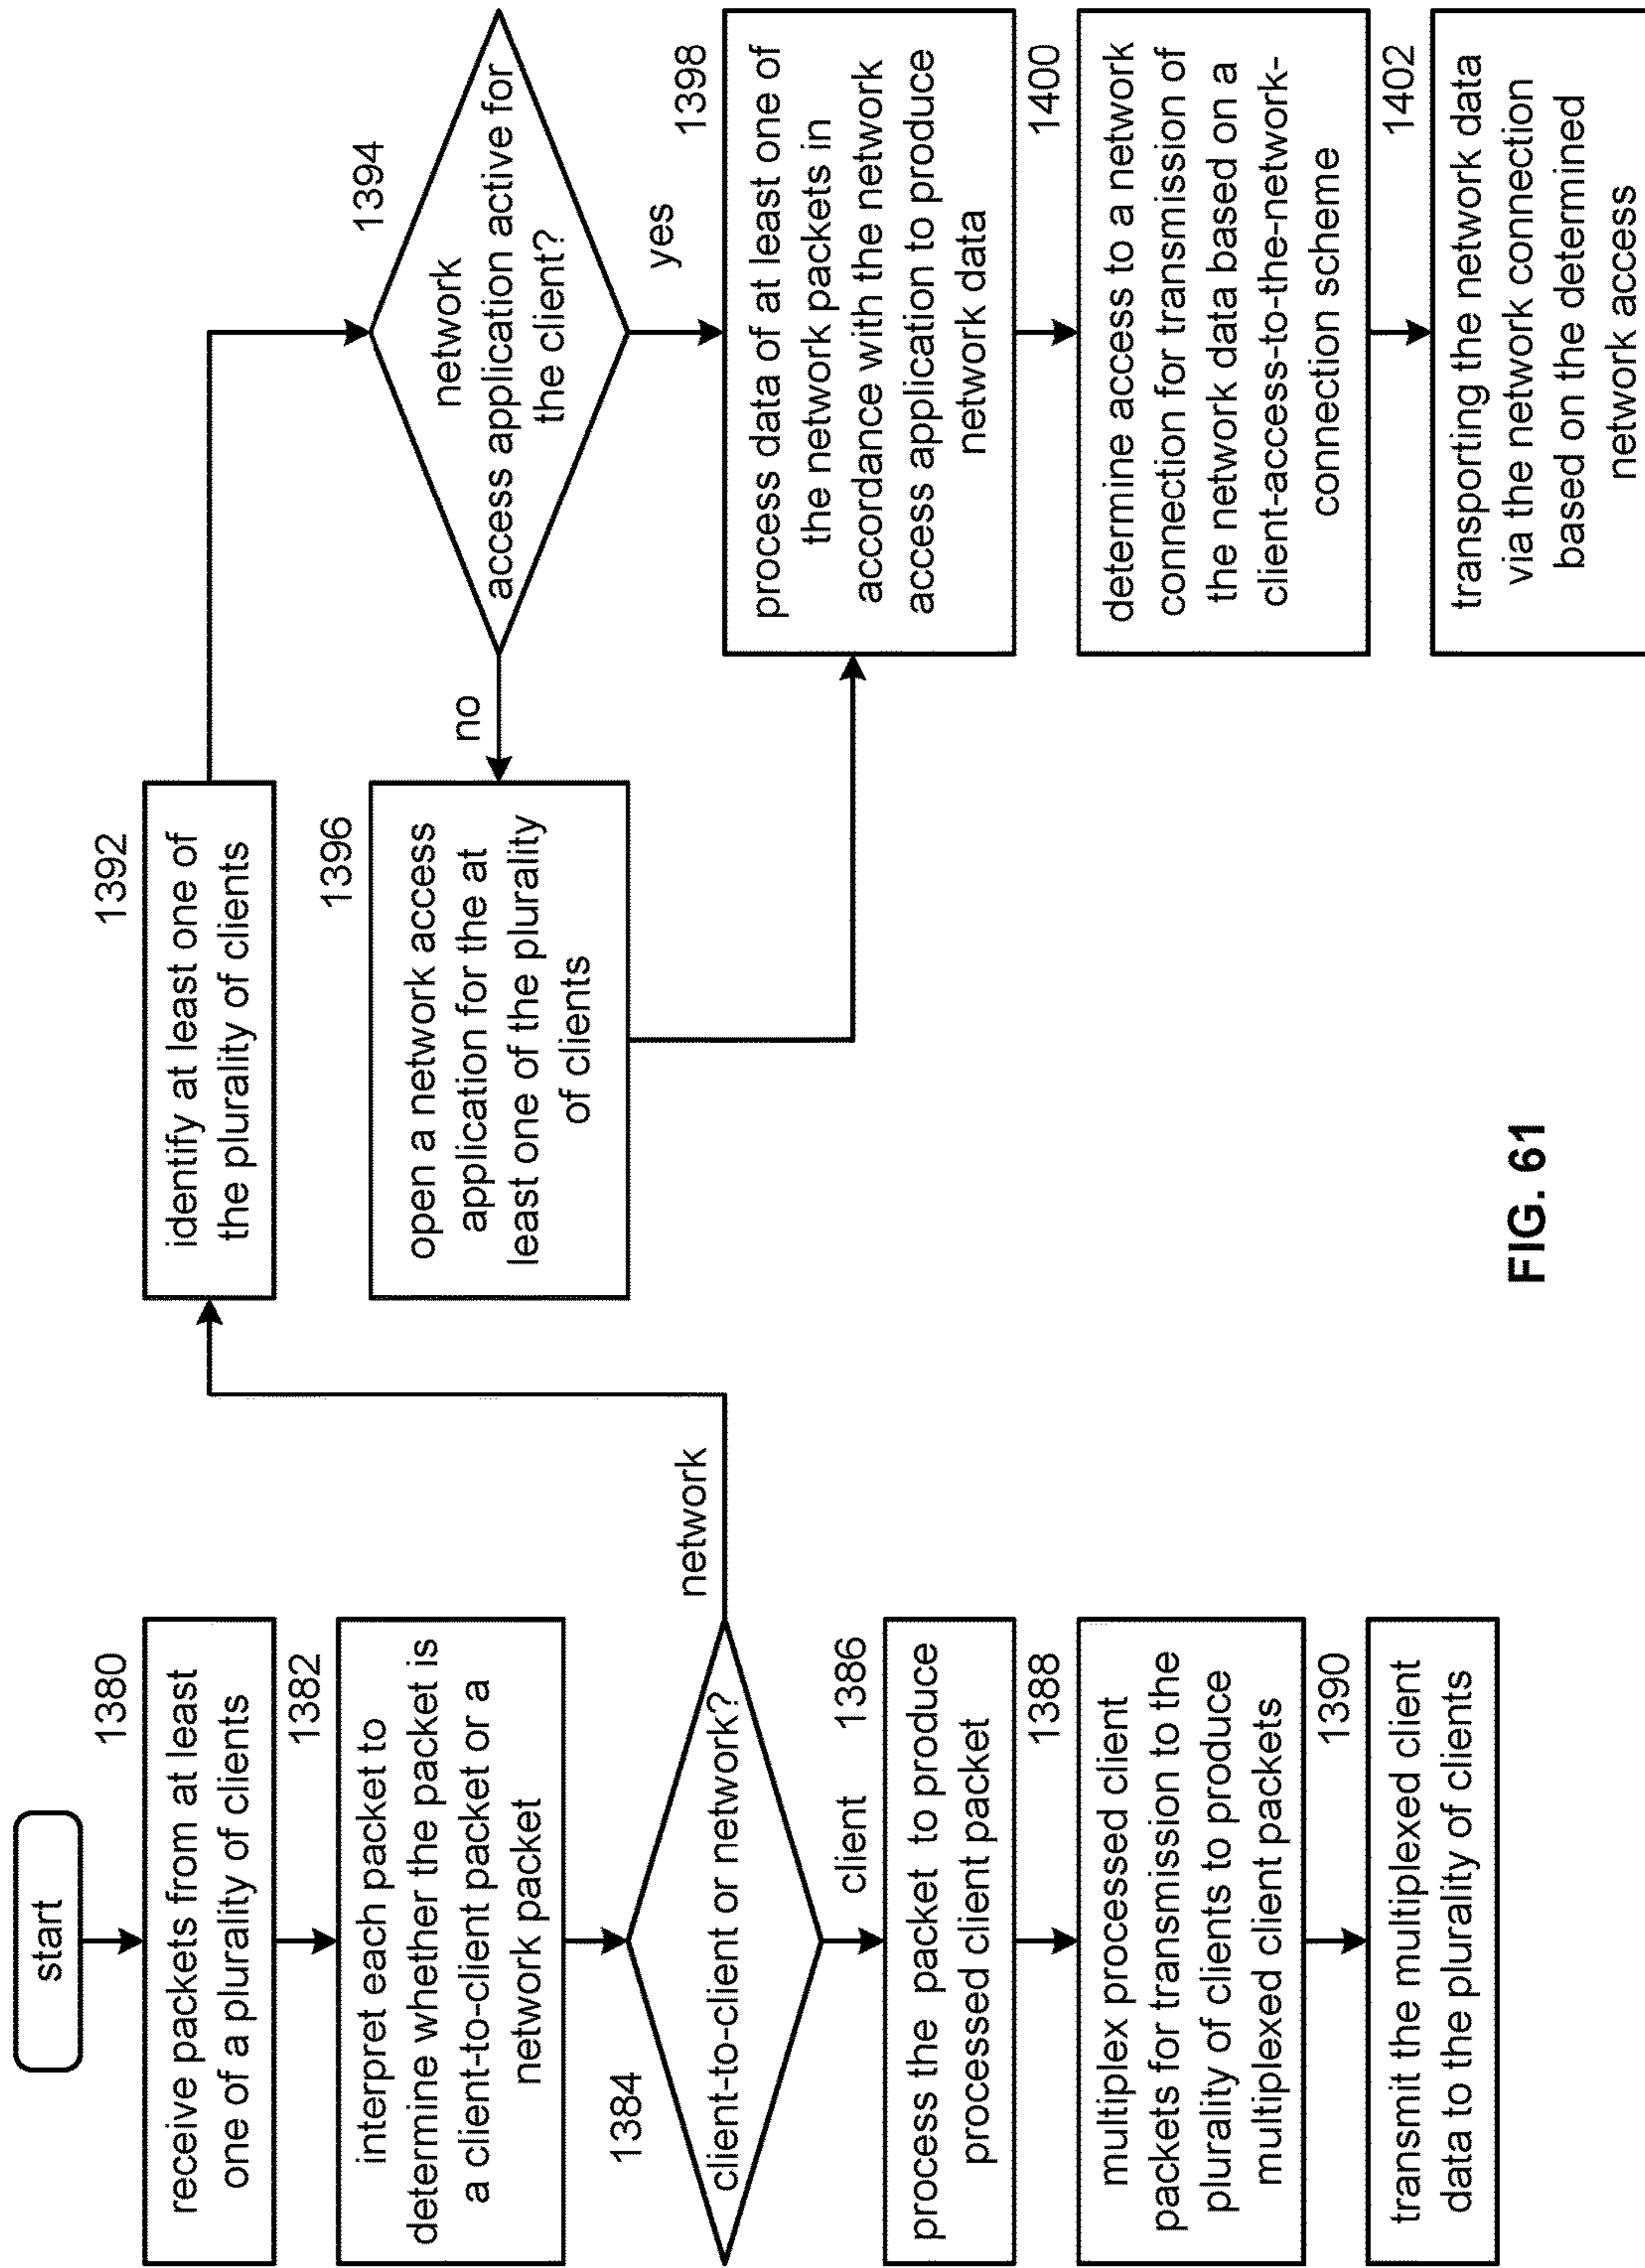 start
1380
receive packets from at least
one of a plurality of clients
1382
interpret each packet to
determine whether the packet is
a client-to-client packet or a
network packet
1384
client-to-client or network?
network
client
1386
process the packet to produce
processed client packet
1388
multiplex processed client
packets for transmission to the
plurality of clients to produce
multiplexed client packets
1390
transmit the multiplexed client
data to the plurality of clients
1392
identify at least one of
the plurality of clients
1394
network
access application active for
the client?
no
yes
1396
open a network access
application for the at
least one of the plurality
of clients
1398
process data of at least one of
the network packets in
accordance with the network
access application to produce
network data
1400
determine access to a network
connection for transmission of
the network data based on a
client-access-to-the-network-
connection scheme
1402
transporting the network data
via the network connection
based on the determined
network access
FIG. 61